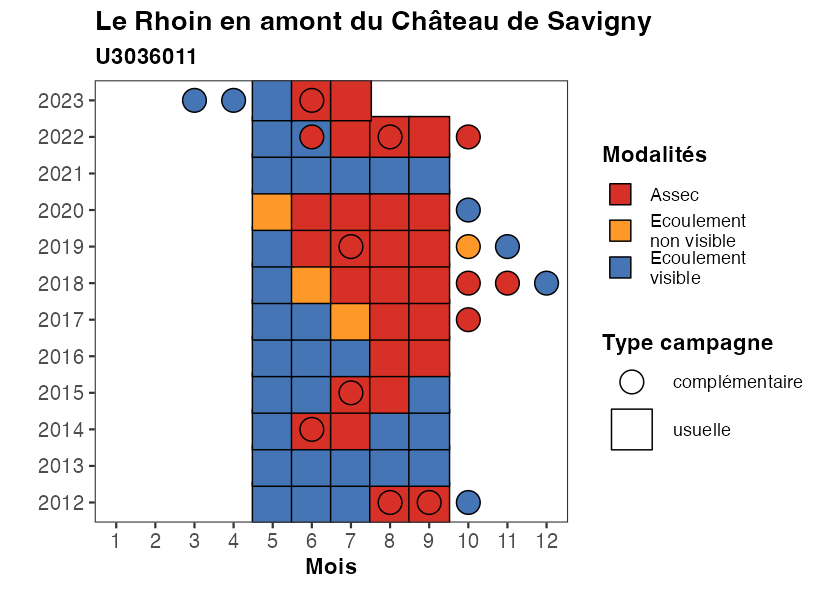 Le Rhoin en amont du Château de Savigny
U3036011
2023
2022
2021
2020
2019
2018
2017
2016
2015
2014
2013
2012
1 2 3 4 5 6 7 8 9 10 11 12
Mois
Modalités
Assec
Ecoulement
non visible
Ecoulement
visible
Type campagne
complémentaire
usuelle